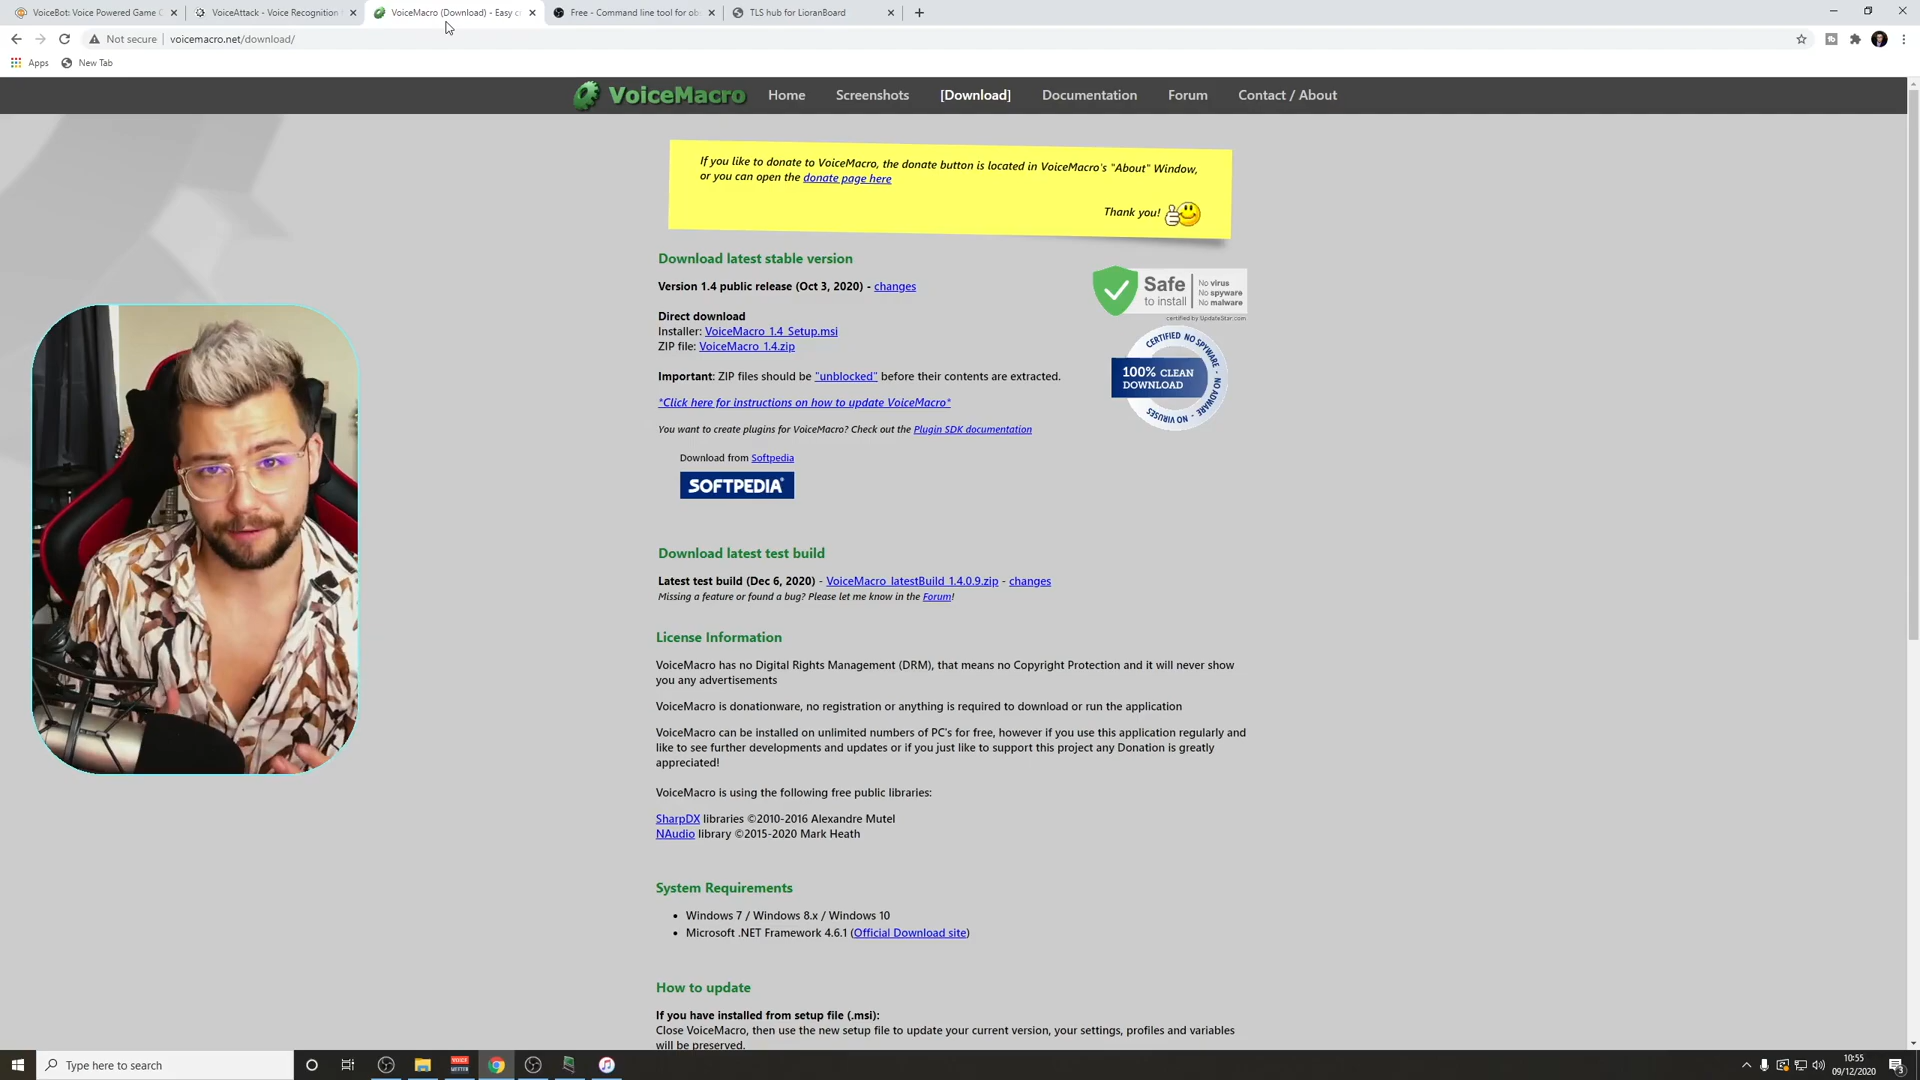 VoiceBot: Voice Powered Game C
VoiceAttack - Voice Recognition
VoiceMacro (Download) - Easy c
Free - Command line tool for ob
TLS hub for LioranBoard
Not secure
voicemacro.net/download/
Apps
New Tab
VoiceMacro
Home
Screenshots
[Download]
Documentation
Forum
Contact / About
If you like to donate to VoiceMacro, the donate button is located in VoiceMacro's "About" Window,
or you can open the donate page here
Thank you!
Download latest stable version
Version 1.4 public release (Oct 3, 2020) - changes
Direct download
Installer: VoiceMacro_1.4_Setup.msi
ZIP file: VoiceMacro_1.4.zip
Important: ZIP files should be "unblocked" before their contents are extracted.
*Click here for instructions on how to update VoiceMacro*
You want to create plugins for VoiceMacro? Check out the Plugin SDK documentation
Download from Softpedia
SOFTPEDIA
Safe
to install
No virus
No spyware
No malware
certified by UpdateStar.com
CERTIFIED NO SPYWARE - NO ADWARE - NO VIRUSES
100% CLEAN
DOWNLOAD
Download latest test build
Latest test build (Dec 6, 2020) - VoiceMacro_latestBuild_1.4.0.9.zip - changes
Missing a feature or found a bug? Please let me know in the Forum!
License Information
VoiceMacro has no Digital Rights Management (DRM), that means no Copyright Protection and it will never show
you any advertisements
VoiceMacro is donationware, no registration or anything is required to download or run the application
VoiceMacro can be installed on unlimited numbers of PC's for free, however if you use this application regularly and
like to see further developments and updates or if you just like to support this project any Donation is greatly
appreciated!
VoiceMacro is using the following free public libraries:
SharpDX libraries ©2010-2016 Alexandre Mutel
NAudio library ©2015-2020 Mark Heath
System Requirements
• Windows 7 / Windows 8.x / Windows 10
• Microsoft .NET Framework 4.6.1 (Official Download site)
How to update
If you have installed from setup file (.msi):
Close VoiceMacro, then use the new setup file to update your current version, your settings, profiles and variables
will be preserved.
Type here to search
10:55
09/12/2020